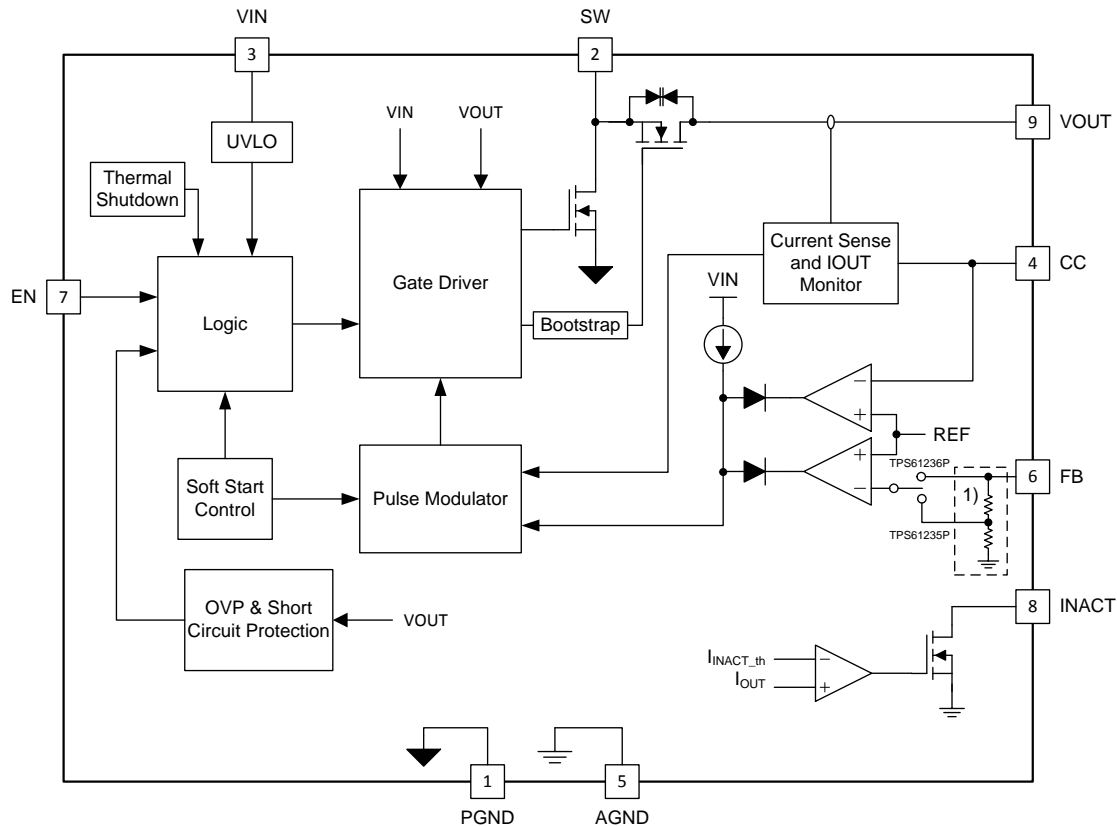 VIN
SW
3
2
VIN
VOUT
9
VOUT
UVLO
Thermal
Shutdown
Current Sense
and IOUT
Monitor
4
CC
EN
7
Logic
Gate Driver
VIN
Bootstrap
−
+
REF
+
−
TPS61236P
6
FB
1)
TPS61235P
Soft Start
Control
Pulse Modulator
OVP & Short
Circuit Protection
VOUT
8
INACT
IINACT_th
−
IOUT
+
1
5
PGND
AGND